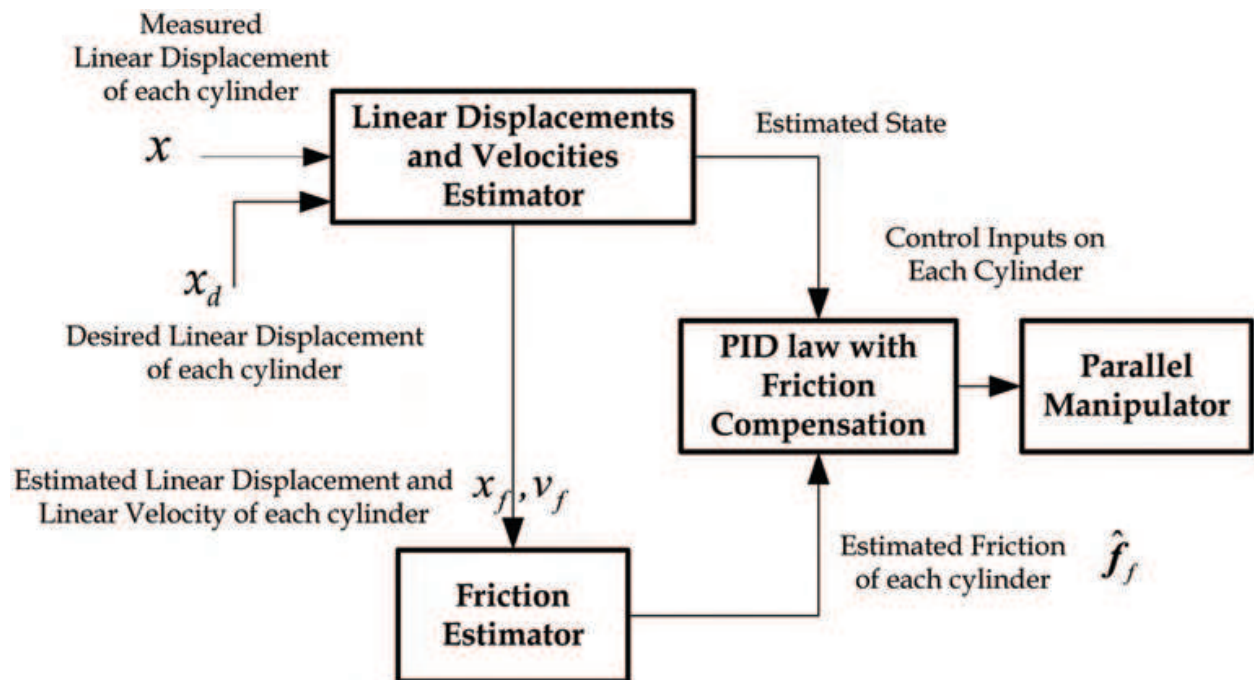 Measured
Linear Displacement
of each cylinder
x
Linear Displacements
and Velocities
Estimator
Estimated State
x_d
Desired Linear Displacement
of each cylinder
Control Inputs on
Each Cylinder
PID law with
Friction
Compensation
Parallel
Manipulator
Estimated Linear Displacement and
Linear Velocity of each cylinder
x_f, v_f
Friction
Estimator
Estimated Friction
of each cylinder
f̂_f